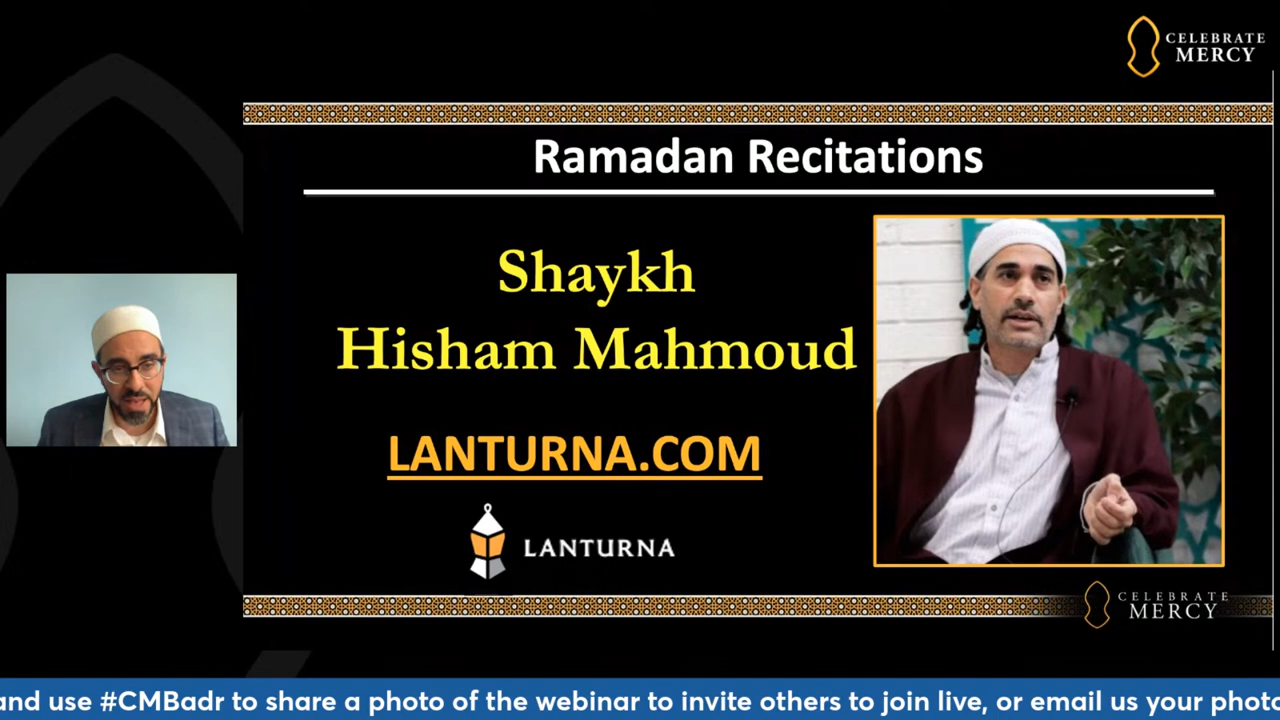 CELEBRATE
MERCY
Ramadan Recitations
Shaykh
Hisham Mahmoud
LANTURNA.COM
LANTURNA
CELEBRATE
MERCY
and use #CMBadr to share a photo of the webinar to invite others to join live, or email us your photo